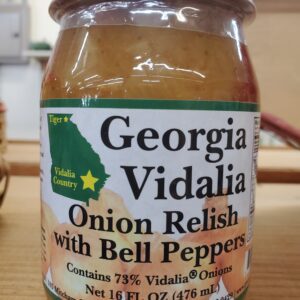 Tiger ★
Georgia
Vidalia
Country
Vidalia
Onion Relish
with Bell Peppers
Contains 73% Vidalia® Onions
Net 16 FL OZ (476 mL)